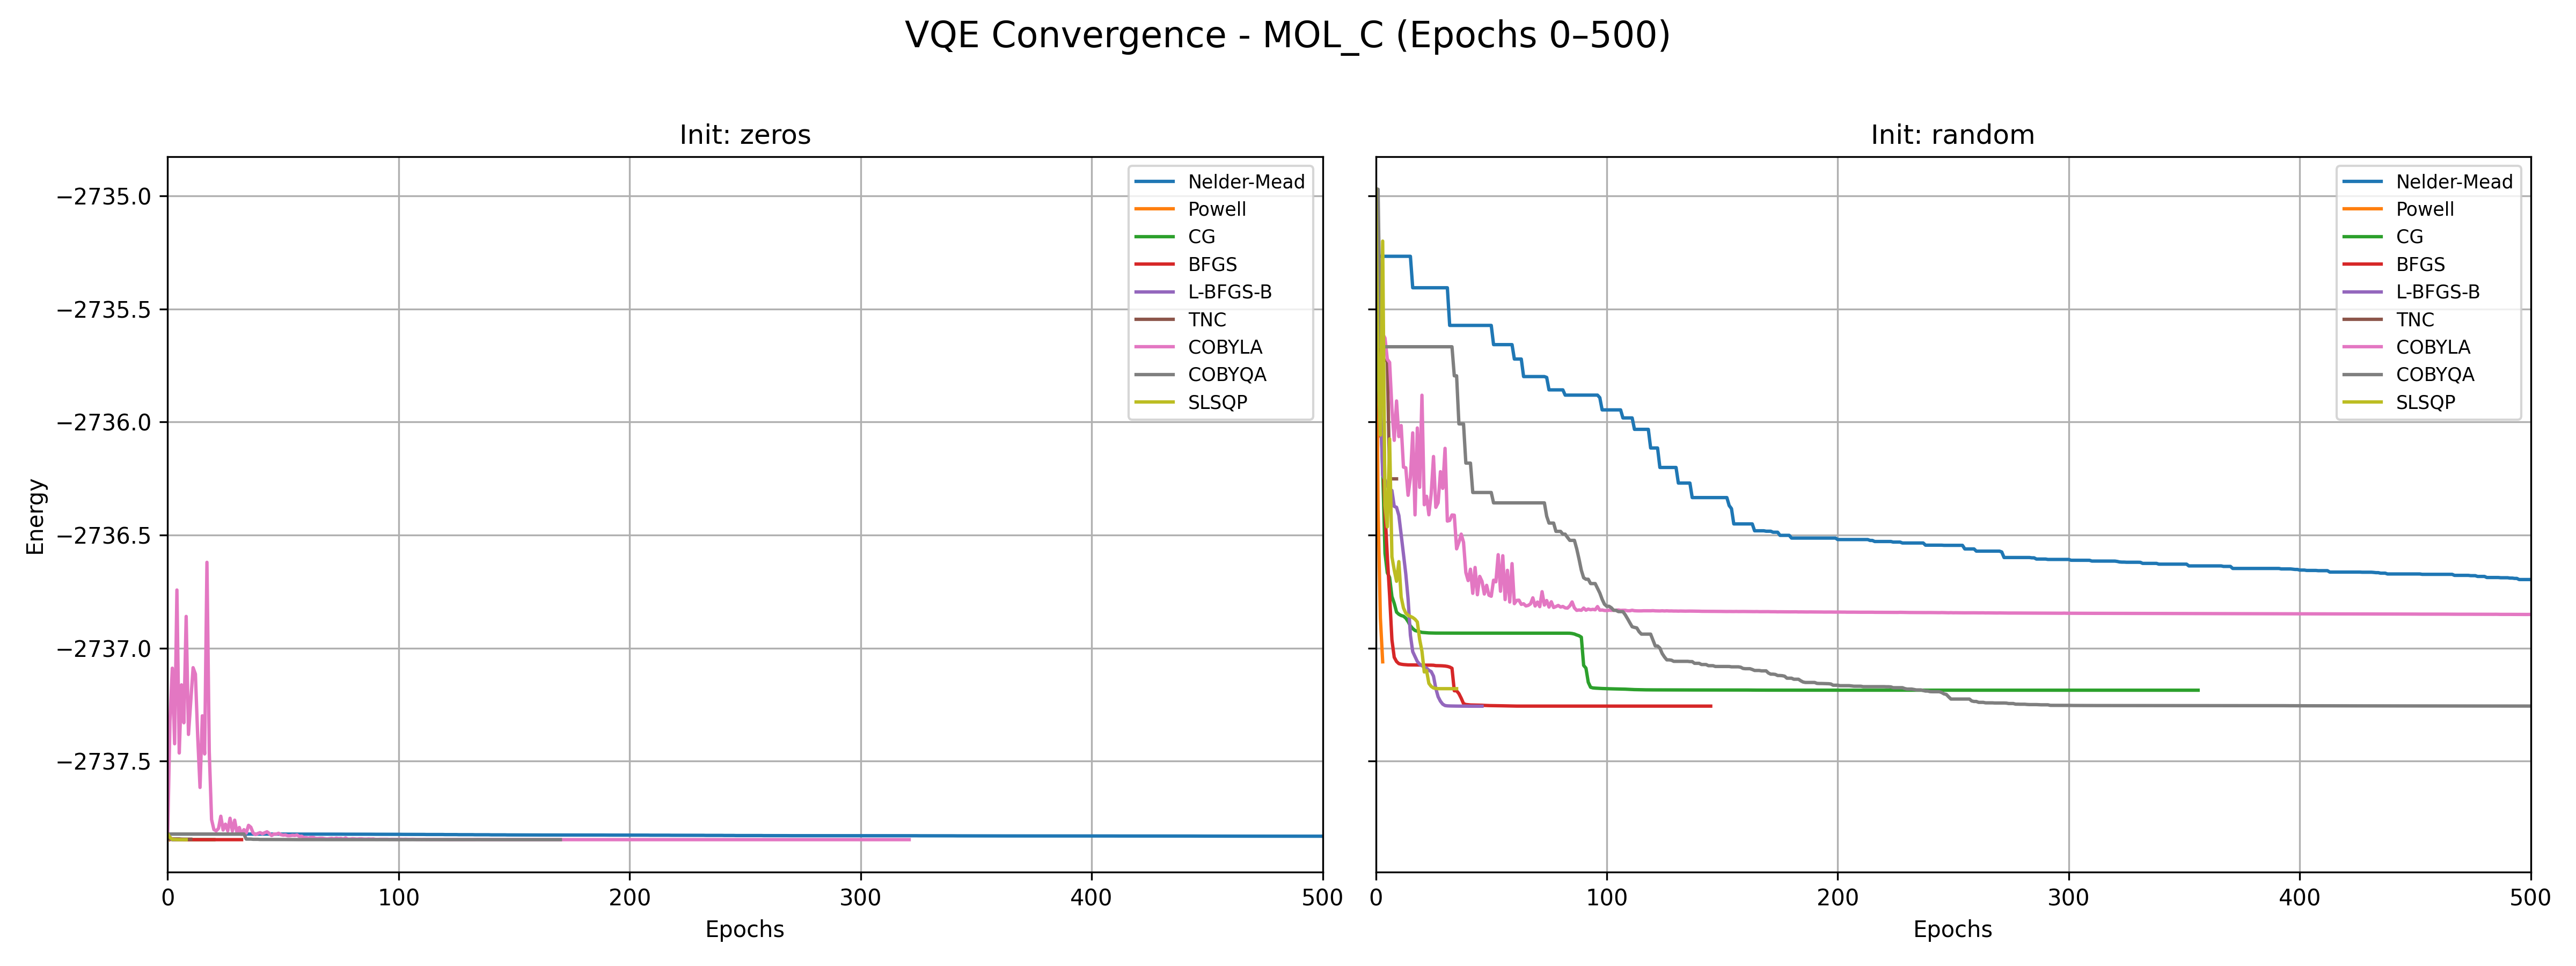 VQE Convergence - MOL_C (Epochs 0–500)
Init: zeros
Energy
−2735.0
−2735.5
−2736.0
−2736.5
−2737.0
−2737.5
0
100
200
300
400
500
Epochs
Nelder-Mead
Powell
CG
BFGS
L-BFGS-B
TNC
COBYLA
COBYQA
SLSQP
Init: random
0
100
200
300
400
500
Epochs
Nelder-Mead
Powell
CG
BFGS
L-BFGS-B
TNC
COBYLA
COBYQA
SLSQP